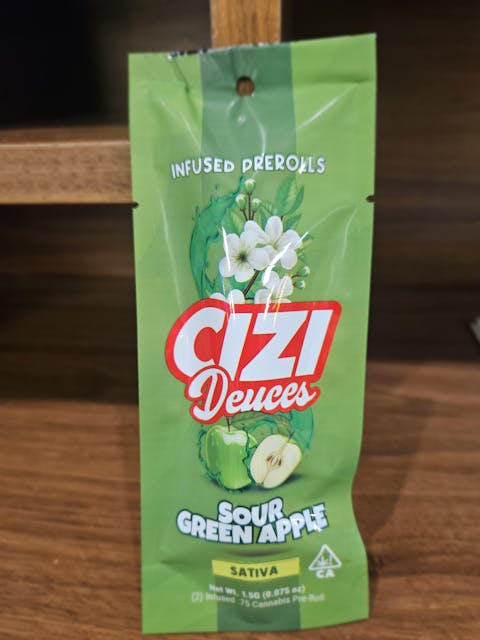 INFUSED PREROLLS
CIZI
Deuces
SOUR
GREEN APPLE
SATIVA
CA
Net Wt. 1.5G (0.075 oz)
(2) Infused .75 Cannabis Pre-Roll